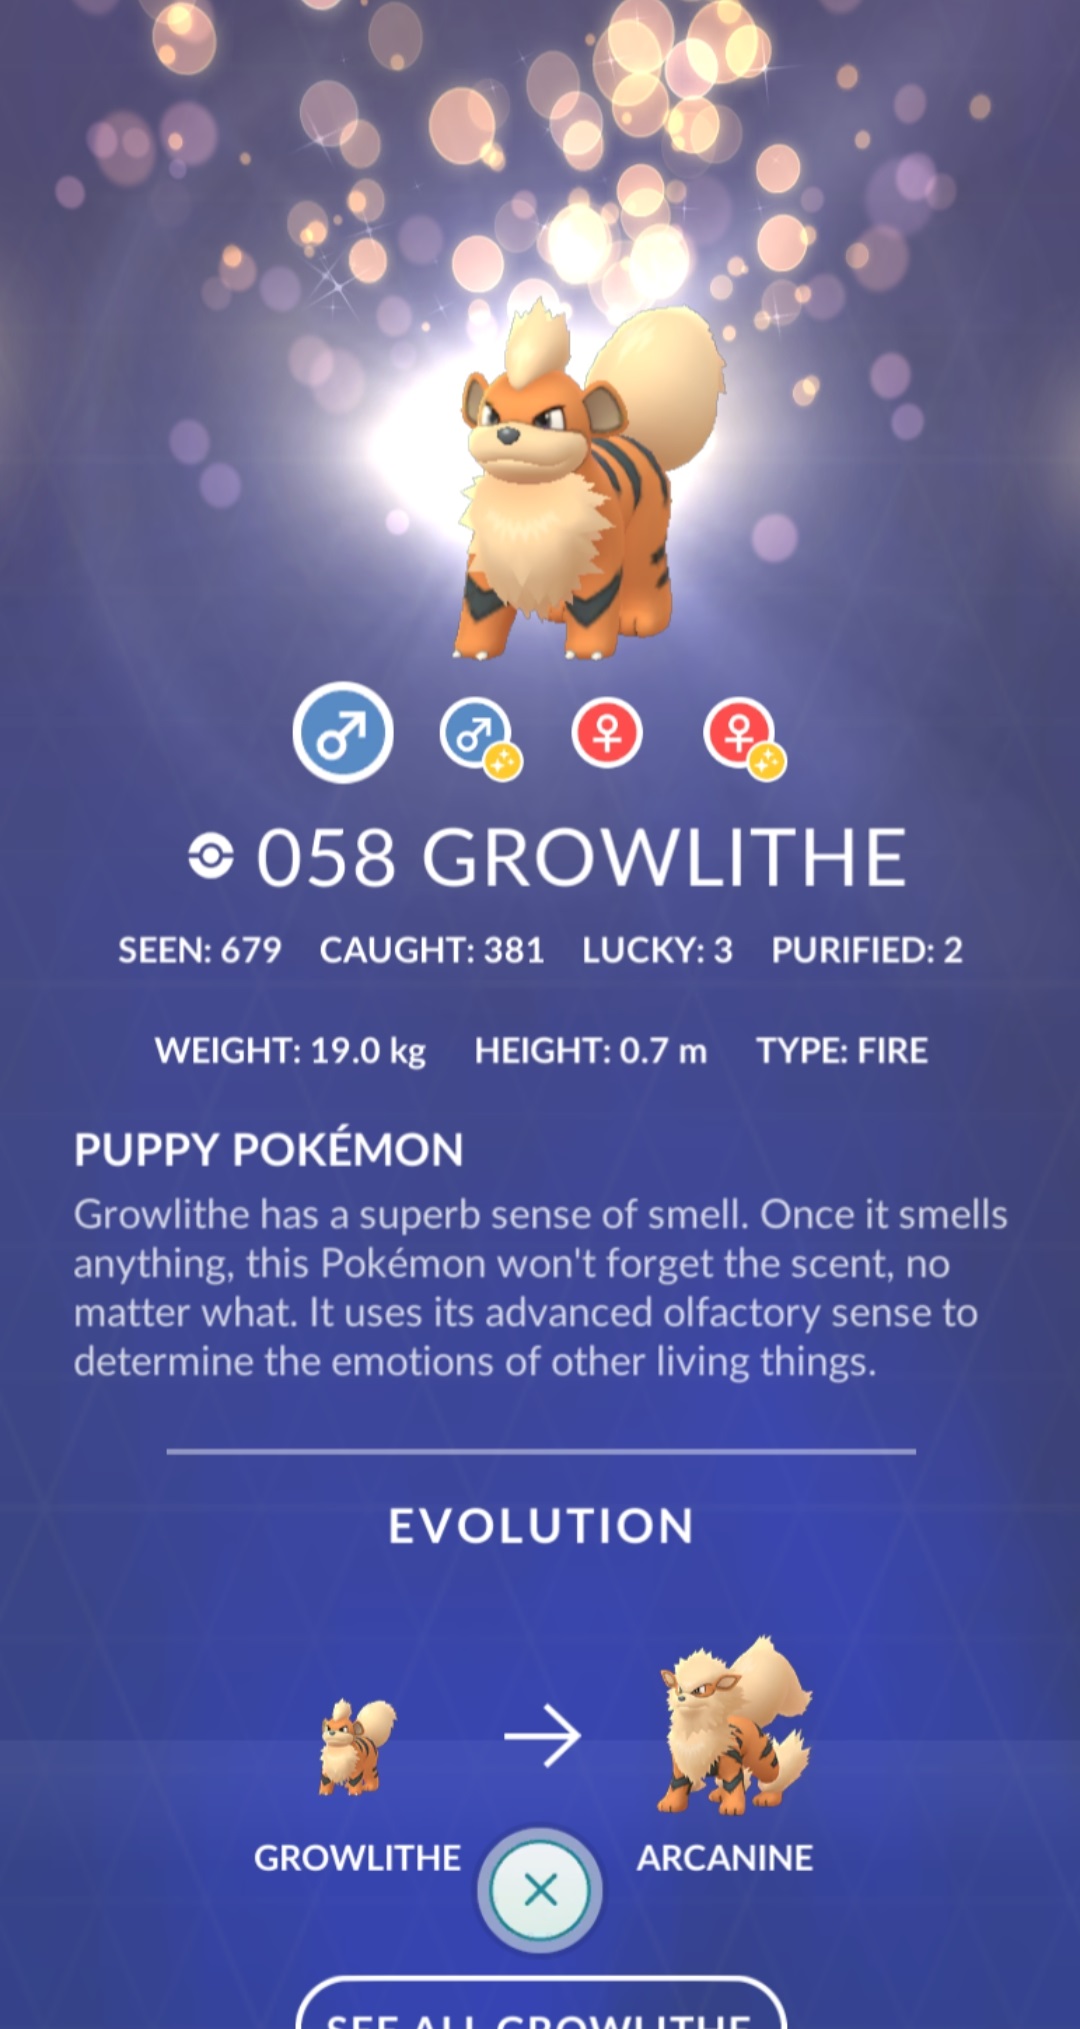 058 GROWLITHE
SEEN: 679 CAUGHT: 381 LUCKY: 3 PURIFIED: 2
WEIGHT: 19.0 kg HEIGHT: 0.7 m TYPE: FIRE
PUPPY POKÉMON
Growlithe has a superb sense of smell. Once it smells
anything, this Pokémon won't forget the scent, no
matter what. It uses its advanced olfactory sense to
determine the emotions of other living things.
EVOLUTION
GROWLITHE ARCANINE
SEE ALL GROWLITHE